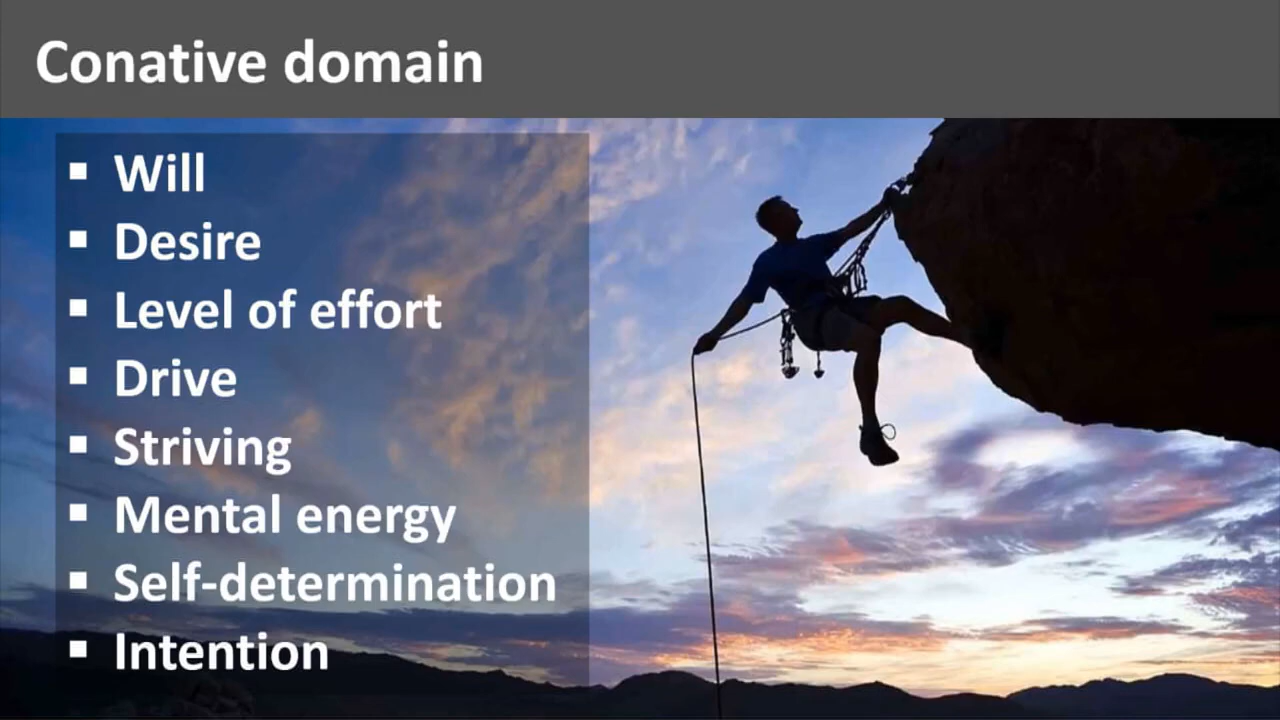 Conative domain
▪ Will
▪ Desire
▪ Level of effort
▪ Drive
▪ Striving
▪ Mental energy
▪ Self-determination
▪ Intention